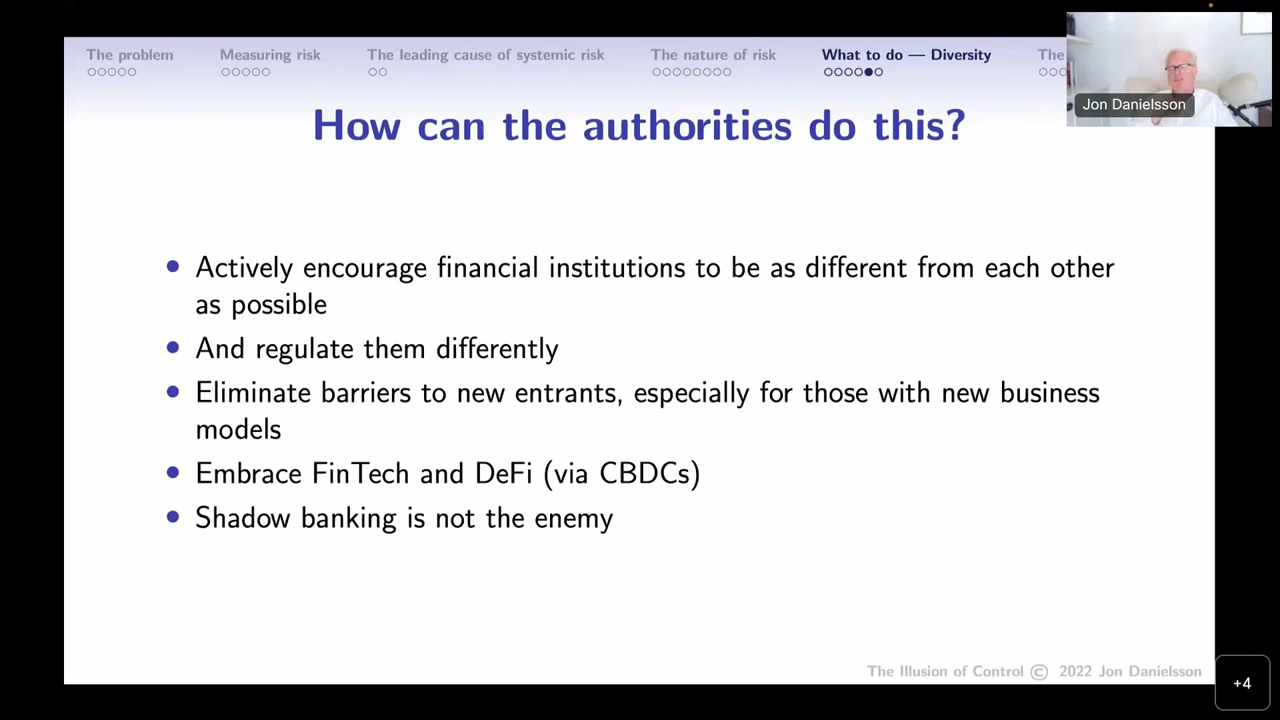 The problem
Measuring risk
The leading cause of systemic risk
The nature of risk
What to do — Diversity
The
Jon Danielsson
How can the authorities do this?
• Actively encourage financial institutions to be as different from each other
as possible
• And regulate them differently
• Eliminate barriers to new entrants, especially for those with new business
models
• Embrace FinTech and DeFi (via CBDCs)
• Shadow banking is not the enemy
The Illusion of Control © 2022 Jon Danielsson
+4